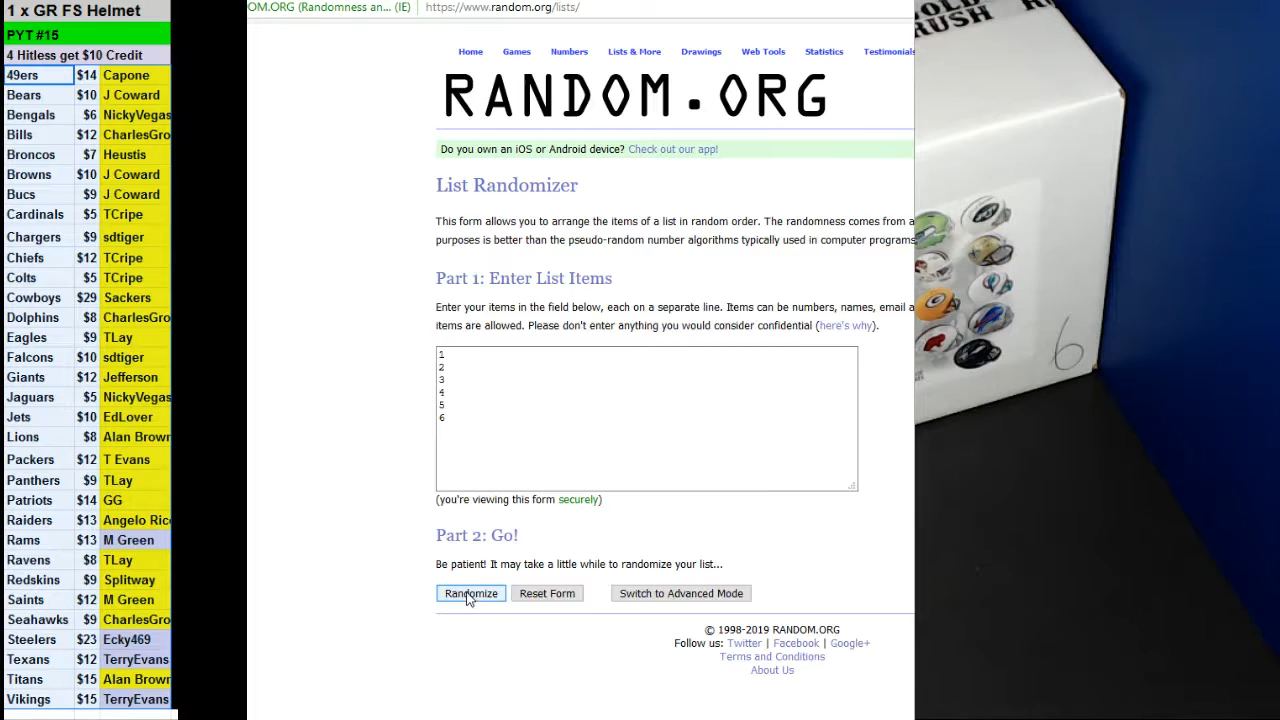 1 x GR FS Helmet
PYT #15
4 Hitless get $10 Credit
49ers $14 Capone
Bears $10 J Coward
Bengals $6 NickyVegas
Bills $12 CharlesGro
Broncos $7 Heustis
Browns $10 J Coward
Bucs $9 J Coward
Cardinals $5 TCripe
Chargers $9 sdtiger
Chiefs $12 TCripe
Colts $5 TCripe
Cowboys $29 Sackers
Dolphins $8 CharlesGro
Eagles $9 TLay
Falcons $10 sdtiger
Giants $12 Jefferson
Jaguars $5 NickyVegas
Jets $10 EdLover
Lions $8 Alan Brown
Packers $12 T Evans
Panthers $9 TLay
Patriots $14 GG
Raiders $13 Angelo Ric
Rams $13 M Green
Ravens $8 TLay
Redskins $9 Splitway
Saints $12 M Green
Seahawks $9 CharlesGro
Steelers $23 Ecky469
Texans $12 TerryEvans
Titans $15 Alan Brown
Vikings $15 TerryEvans
OM.ORG (Randomness an... (IE) https://www.random.org/lists/
Home Games Numbers Lists & More Drawings Web Tools Statistics Testimonials
RANDOM.ORG
Do you own an iOS or Android device? Check out our app!
List Randomizer
This form allows you to arrange the items of a list in random order. The randomness comes from a
purposes is better than the pseudo-random number algorithms typically used in computer programs.
Part 1: Enter List Items
Enter your items in the field below, each on a separate line. Items can be numbers, names, email a
items are allowed. Please don't enter anything you would consider confidential (here's why).
1
2
3
4
5
6
(you're viewing this form securely)
Part 2: Go!
Be patient! It may take a little while to randomize your list...
Randomize Reset Form Switch to Advanced Mode
© 1998-2019 RANDOM.ORG
Follow us: Twitter | Facebook | Google+
Terms and Conditions
About Us
GOLD
RUSH
6